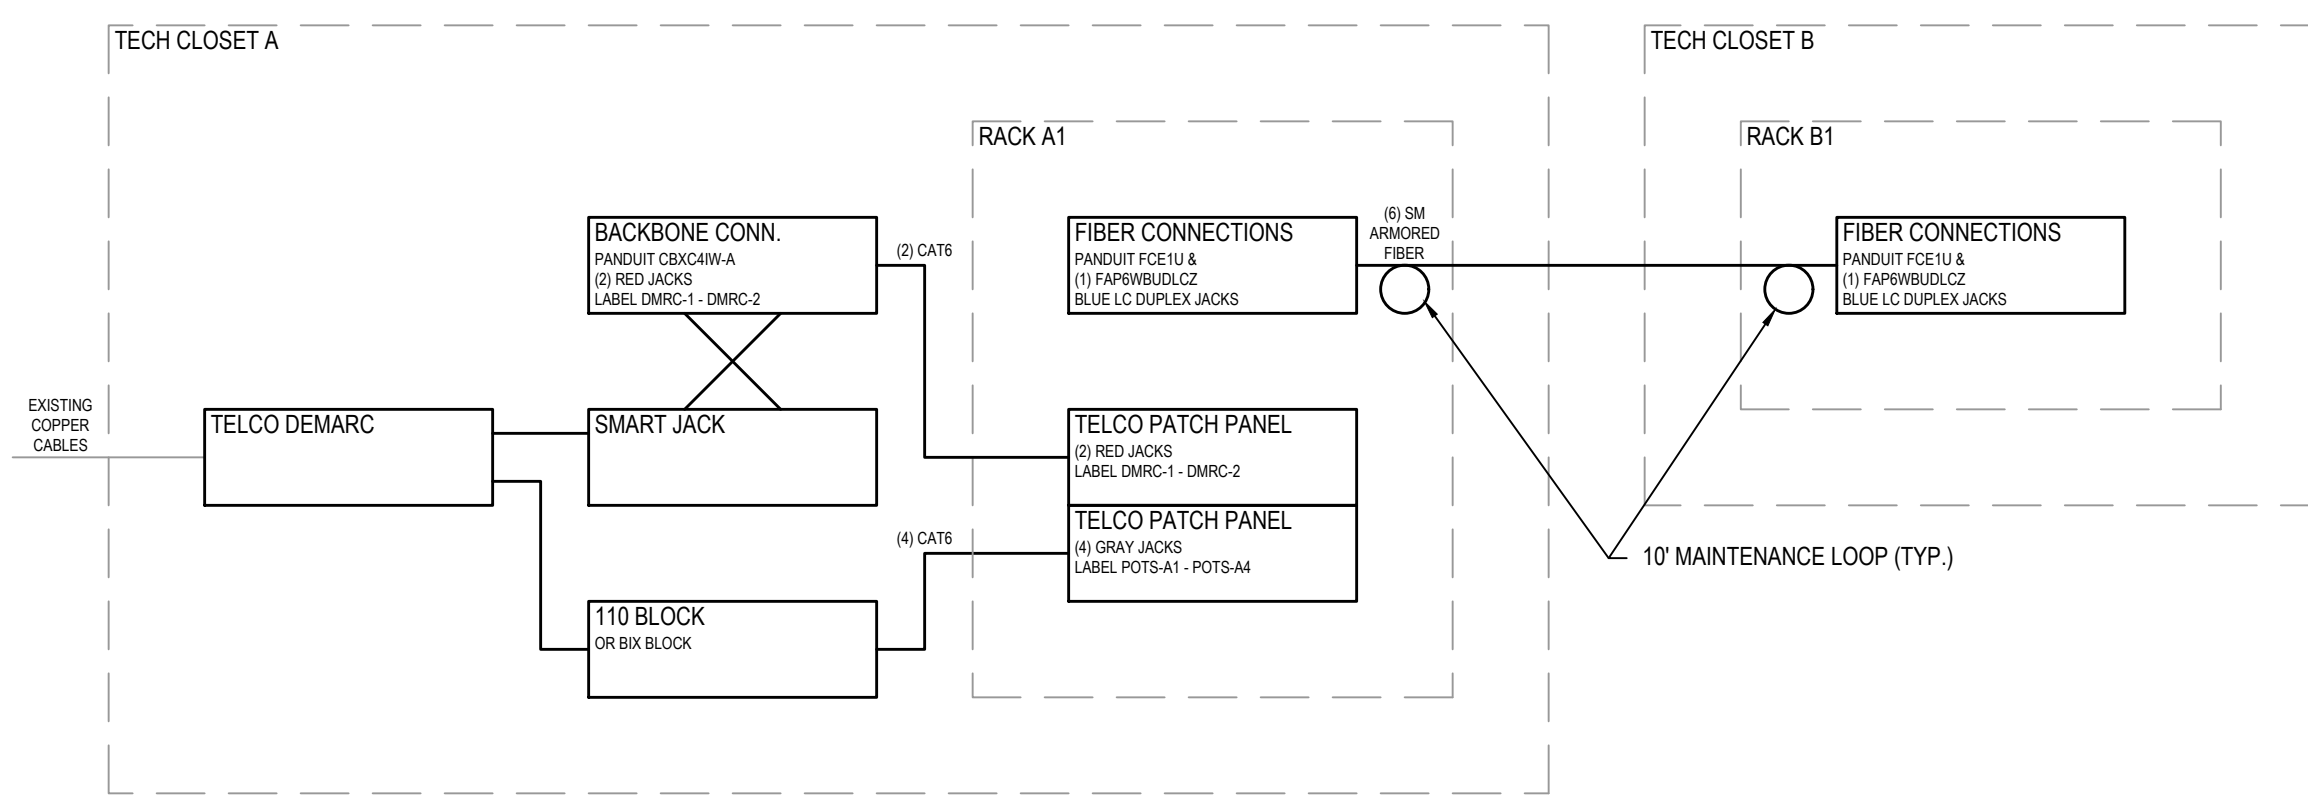 TECH CLOSET A
TECH CLOSET B
RACK A1
RACK B1
BACKBONE CONN.
PANDUIT CBXC4IW-A
(2) RED JACKS
LABEL DMRC-1 - DMRC-2
(2) CAT6
FIBER CONNECTIONS
PANDUIT FCE1U &
(1) FAP6WBUDLCZ
BLUE LC DUPLEX JACKS
(6) SM
ARMORED
FIBER
FIBER CONNECTIONS
PANDUIT FCE1U &
(1) FAP6WBUDLCZ
BLUE LC DUPLEX JACKS
EXISTING
COPPER
CABLES
TELCO DEMARC
SMART JACK
TELCO PATCH PANEL
(2) RED JACKS
LABEL DMRC-1 - DMRC-2
(4) CAT6
TELCO PATCH PANEL
(4) GRAY JACKS
LABEL POTS-A1 - POTS-A4
10' MAINTENANCE LOOP (TYP.)
110 BLOCK
OR BIX BLOCK